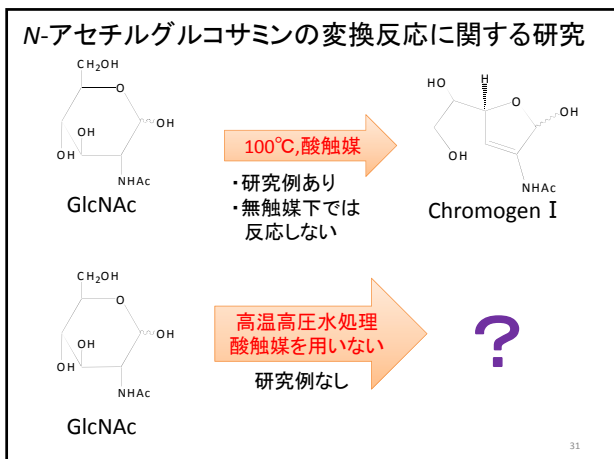 N-アセチルグルコサミンの変換反応に関する研究
CH2OH
O
OH
OH
OH
NHAc
GlcNAc
100℃,酸触媒
・研究例あり
・無触媒下では
反応しない
H
HO
O
OH
OH
NHAc
Chromogen Ⅰ
CH2OH
O
OH
OH
OH
NHAc
GlcNAc
高温高圧水処理
酸触媒を用いない
研究例なし
?
31